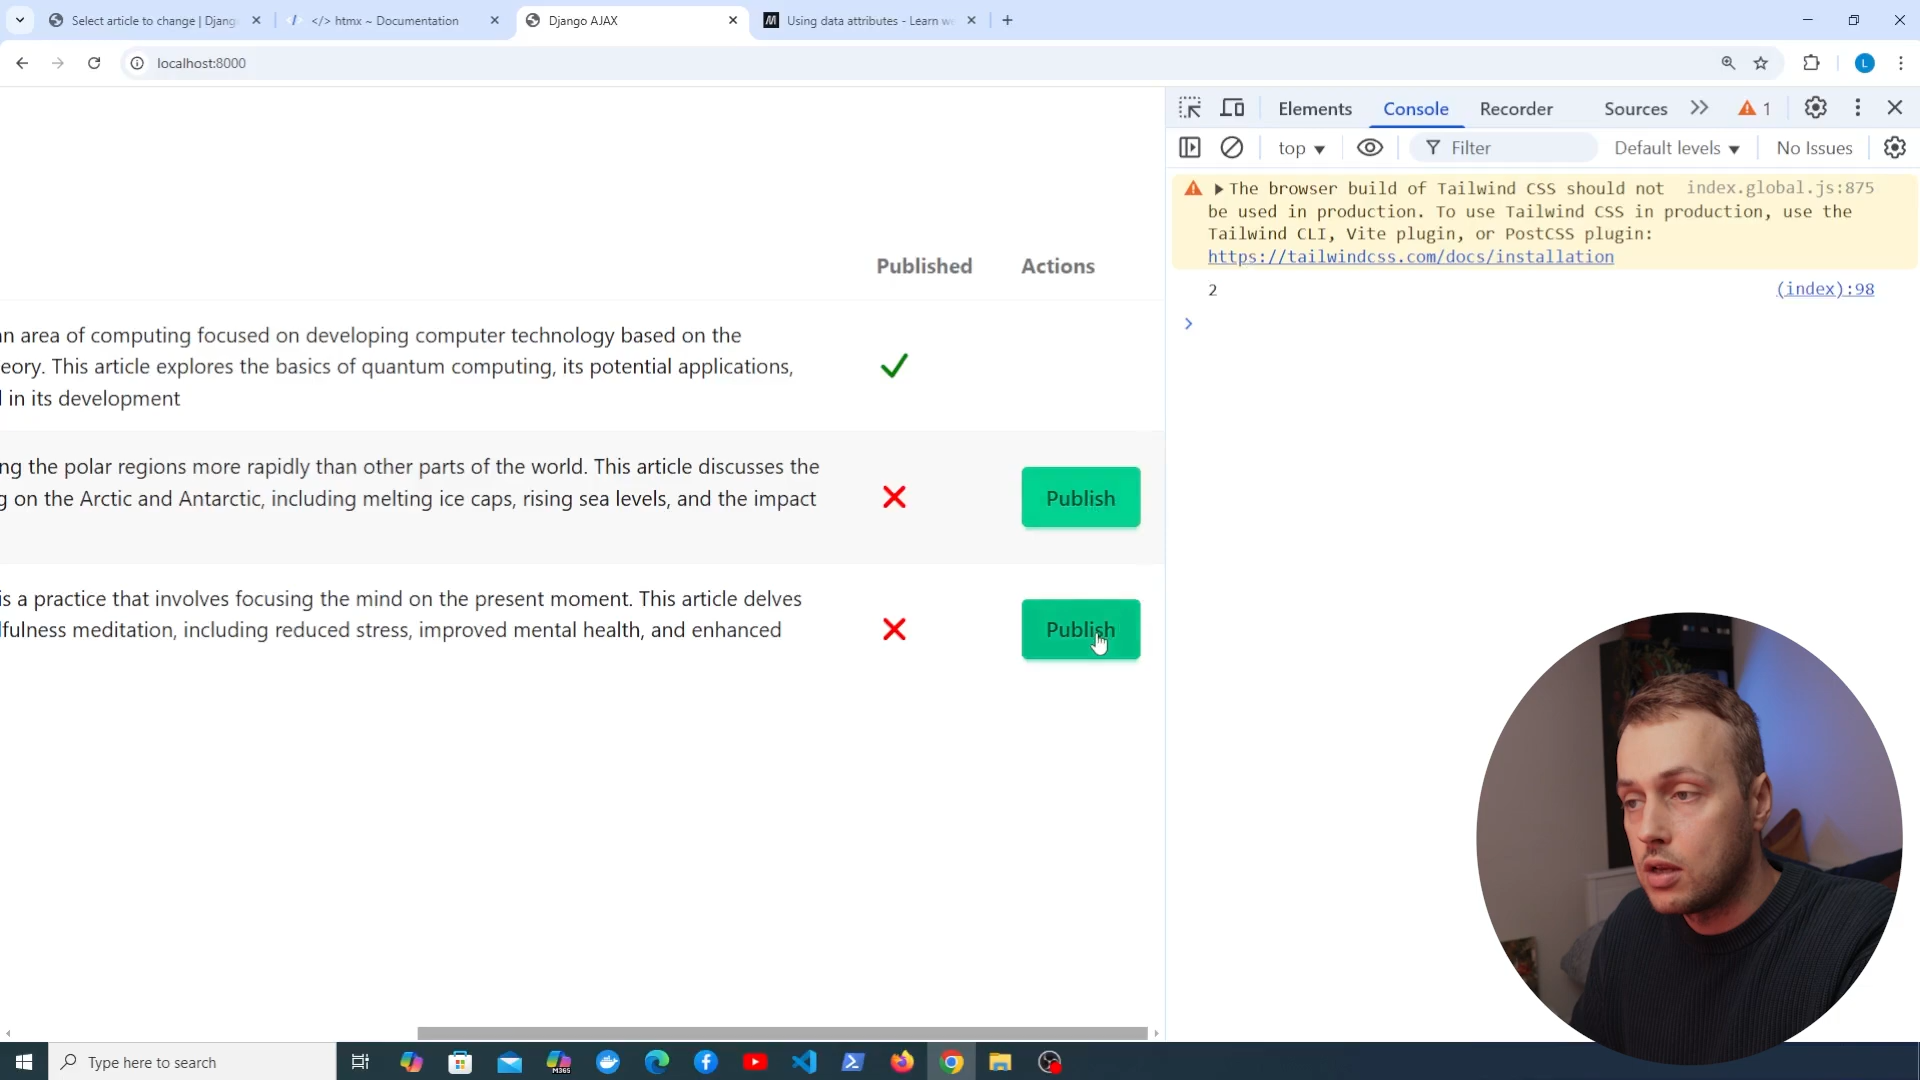 Select article to change | Djang
</> htmx ~ Documentation
Django AJAX
Using data attributes - Learn we
localhost:8000
L
Elements
Console
Recorder
Sources
1
top
Filter
Default levels
No Issues
The browser build of Tailwind CSS should not index.global.js:875
be used in production. To use Tailwind CSS in production, use the
Tailwind CLI, Vite plugin, or PostCSS plugin:
https://tailwindcss.com/docs/installation
2 (index):98
Published Actions
an area of computing focused on developing computer technology based on the
eory. This article explores the basics of quantum computing, its potential applications,
in its development
ng the polar regions more rapidly than other parts of the world. This article discusses the
g on the Arctic and Antarctic, including melting ice caps, rising sea levels, and the impact
Publish
is a practice that involves focusing the mind on the present moment. This article delves
fulness meditation, including reduced stress, improved mental health, and enhanced
Publish
Type here to search
M365